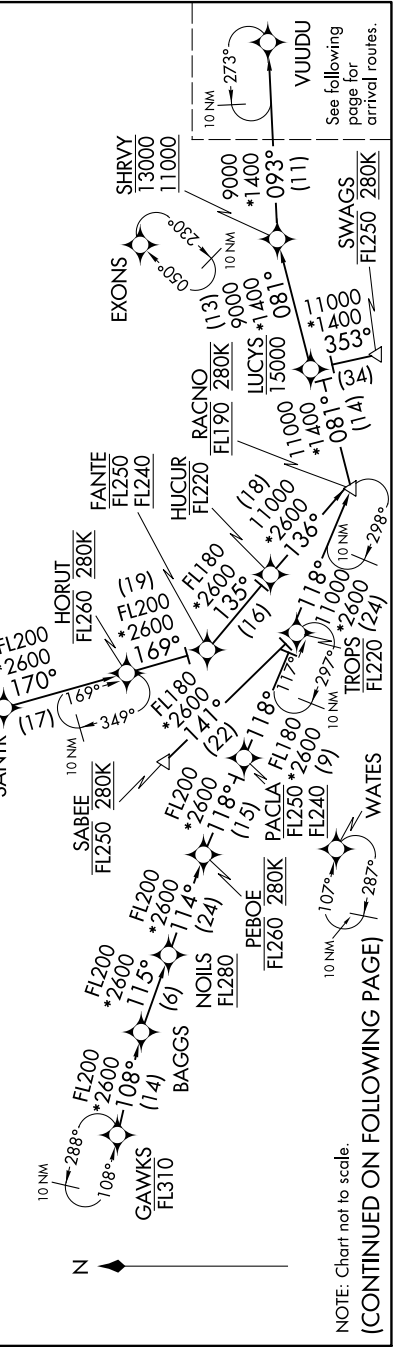 N
10 NM
288°
108°
GAWKS
FL310
FL200
*2600
108°
(14)
BAGGS
FL200
*2600
115°
(6)
NOILS
FL280
FL200
*2600
114°
(24)
PEBOE
FL260 280K
FL200
*2600
118°
(15)
PACLA
FL250
FL240
118°
FL180
*2600
(9)
SABEE
FL250 280K
FL180
*2600
141°
(22)
117°
297°
10 NM
TROPS
FL220
118°
11000
*2600
(24)
FL200
*2600
170°
(17)
10 NM
169°
349°
HORUT
FL260 280K
(19)
FL200
*2600
169°
FANTE
FL250
FL240
FL180
*2600
135°
(16)
HUCUR
FL220
(18)
11000
*2600
136°
RACNO
FL190 280K
10 NM
298°
11000
*1400
081°
(14)
LUCYS
15000
SWAGS
FL250 280K
11000
*1400
353°
(34)
(13)
9000
*1400
081°
EXONS
050°
230°
10 NM
SHRVY
13000
11000
9000
*1400
093°
(11)
10 NM
273°
VUUDU
See following
page for
arrival routes.
WATES
107°
287°
10 NM
NOTE: Chart not to scale.
(CONTINUED ON FOLLOWING PAGE)